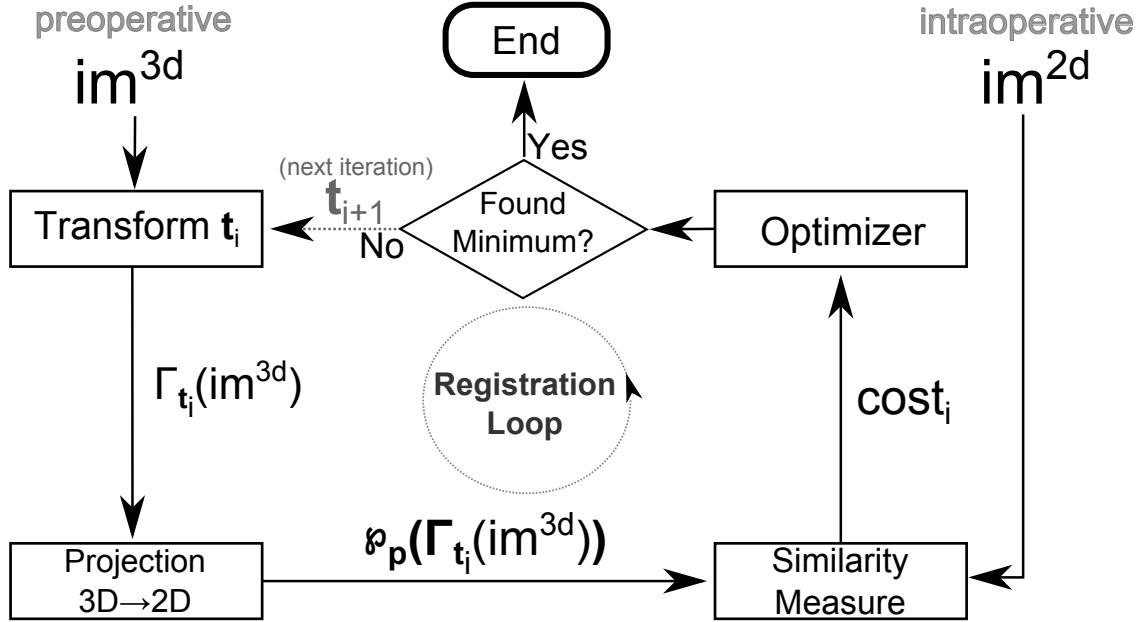 preoperative
im³ᵈ
End
intraoperative
im²ᵈ
Yes
(next iteration)
tᵢ₊₁
No
Transform tᵢ
Found
Minimum?
Optimizer
Γₜᵢ(im³ᵈ)
Registration
Loop
costᵢ
Projection
3D→2D
℘ₚ(Γₜᵢ(im³ᵈ))
Similarity
Measure